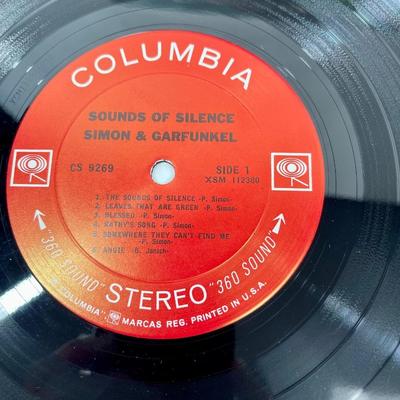 COLUMBIA
SOUNDS OF SILENCE
SIMON & GARFUNKEL
CS 9269 SIDE 1
XSM 112380
1. THE SOUNDS OF SILENCE -P. Simon-
2. LEAVES THAT ARE GREEN -P. Simon-
3. BLESSED -P. Simon-
4. KATHY'S SONG -P. Simon-
5. SOMEWHERE THEY CAN'T FIND ME
-P. Simon-
6. ANGIE -B. Janich-
"360 SOUND" STEREO "360 SOUND"
"COLUMBIA", MARCAS REG. PRINTED IN U.S.A.